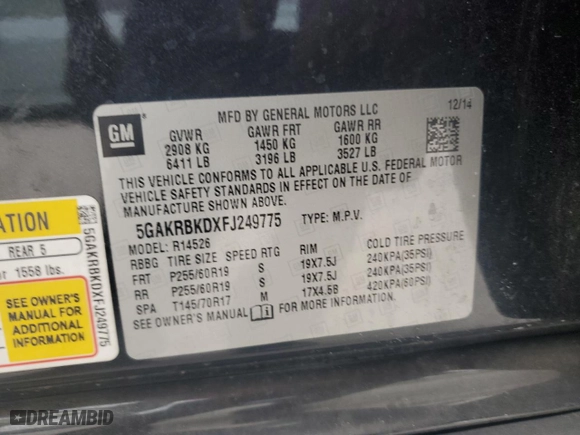 GM
MFD BY GENERAL MOTORS LLC 12/14
GVWR GAWR FRT GAWR RR
2908 KG 1450 KG 1600 KG
6411 LB 3196 LB 3527 LB
THIS VEHICLE CONFORMS TO ALL APPLICABLE U.S. FEDERAL MOTOR
VEHICLE SAFETY STANDARDS IN EFFECT ON THE DATE OF
MANUFACTURE SHOWN ABOVE.
5GAKRBKDXFJ249775 TYPE: M.P.V.
MODEL: R14526
RBBG TIRE SIZE SPEED RTG RIM COLD TIRE PRESSURE
FRT P255/60R19 S 19X7.5J 240KPA(35PSI)
RR P255/60R19 S 19X7.5J 240KPA(35PSI)
SPA T145/70R17 M 17X4.5B 420KPA(60PSI)
SEE OWNER'S MANUAL FOR MORE INFORMATION.
ATION
REAR 5
1558 lbs.
SEE OWNER'S
MANUAL FOR
ADDITIONAL
INFORMATION
5GAKRBKDXFJ249775
DREAMBID